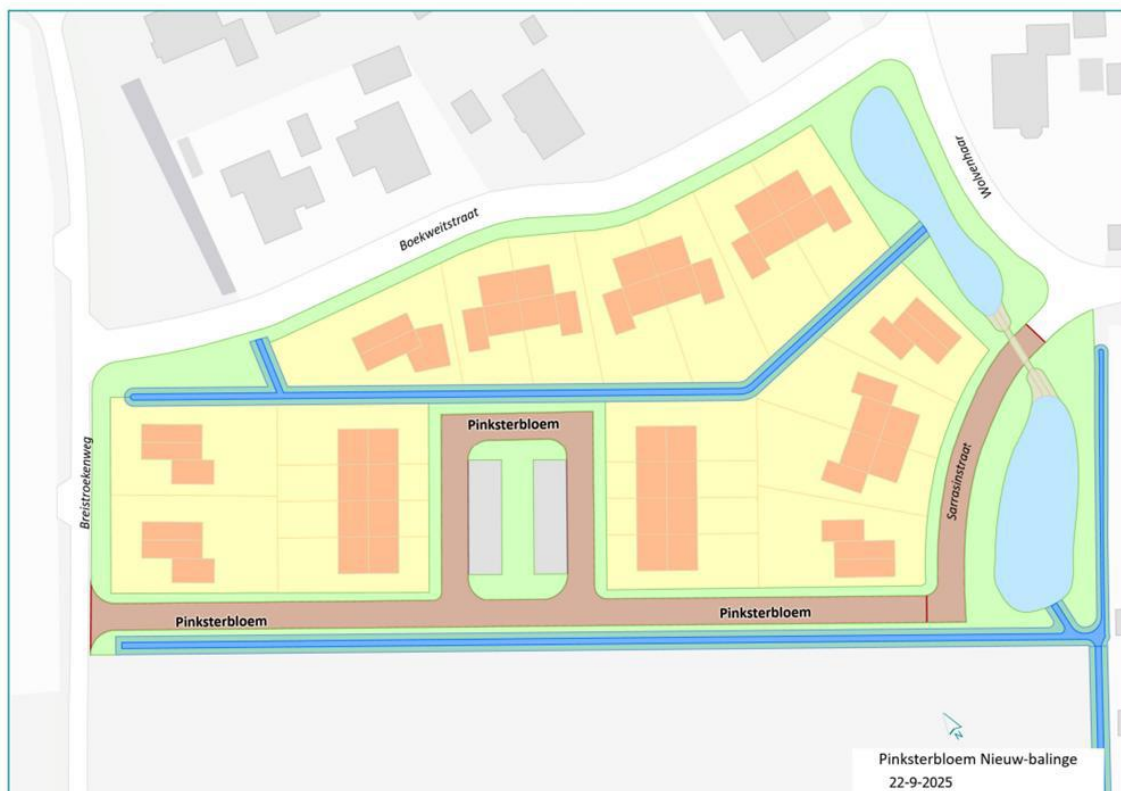 Boekweitstraat
Wolvenhaar
Pinksterbloem
Breistroekenweg
Sarrasinstraat
Pinksterbloem
Pinksterbloem
N
Pinksterbloem Nieuw-balinge
22-9-2025